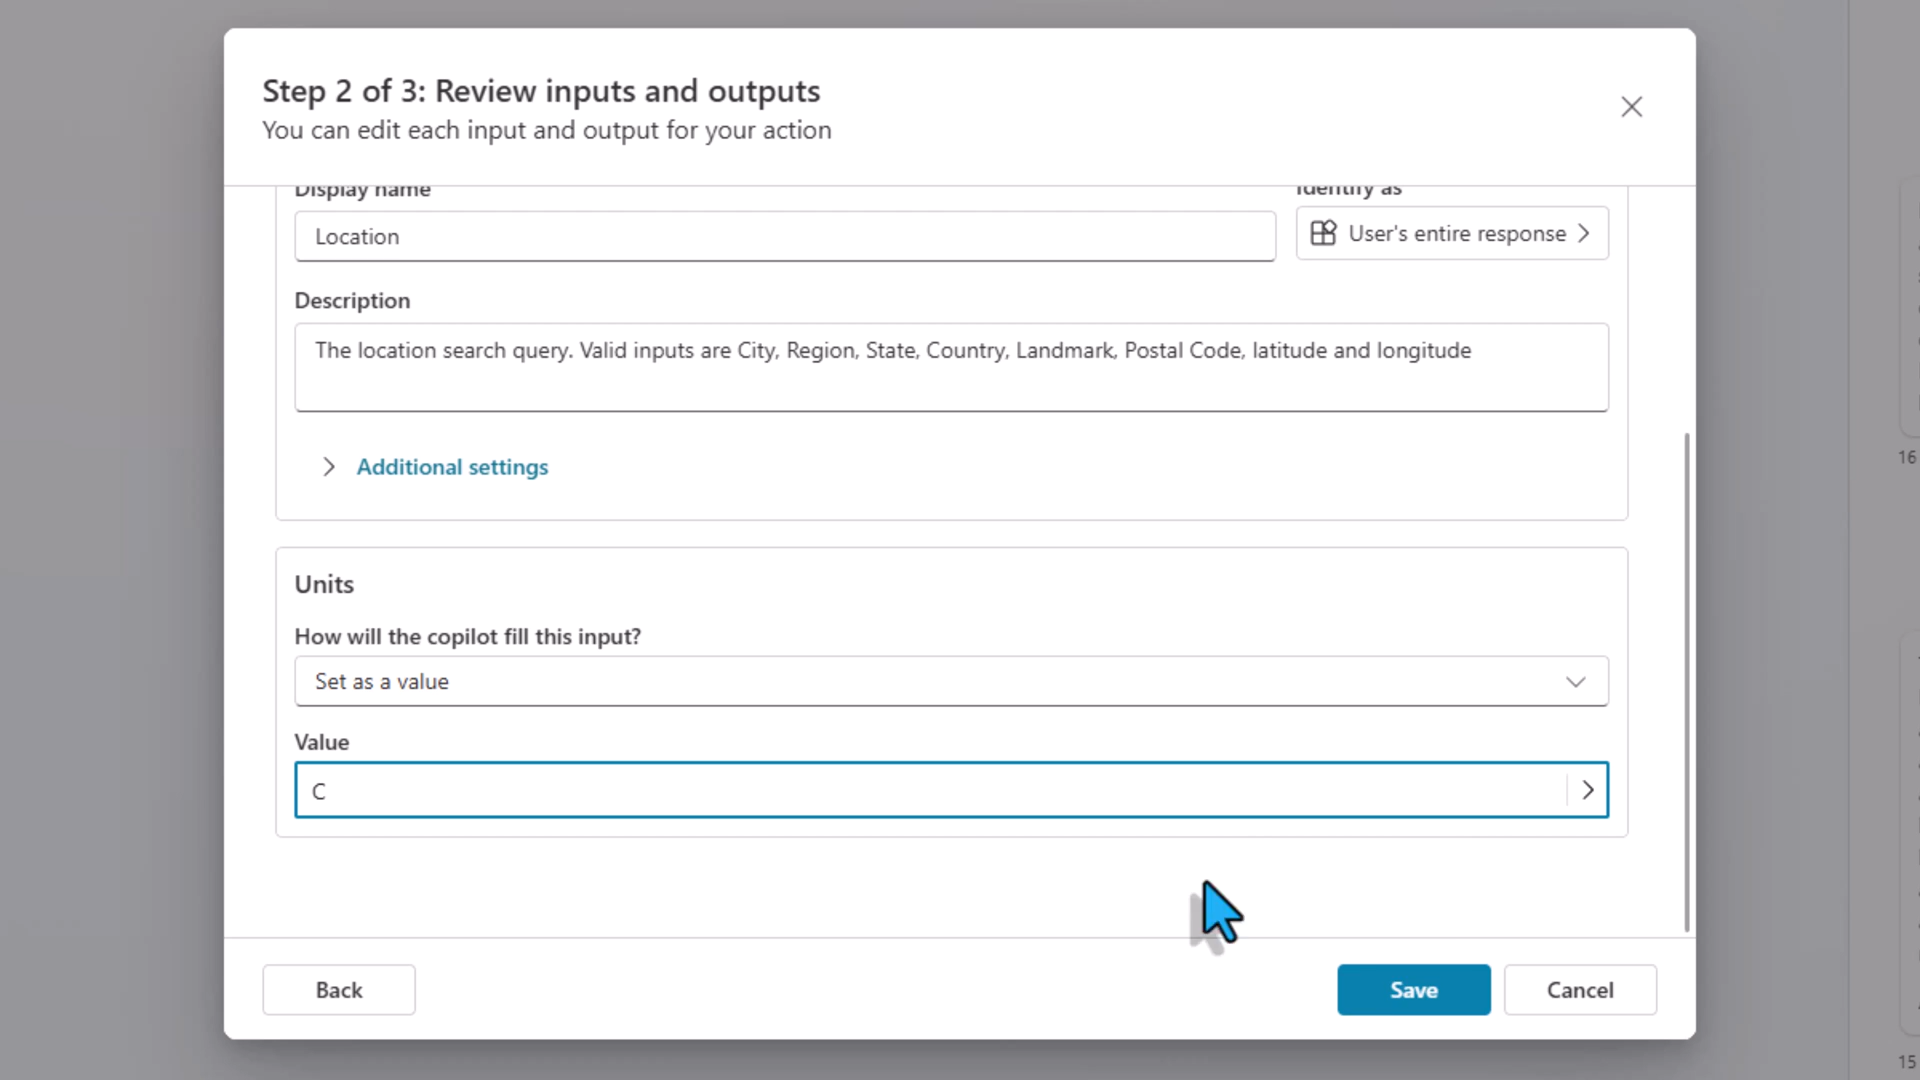 Step 2 of 3: Review inputs and outputs
You can edit each input and output for your action
Display name
Identify as
Location
User's entire response
Description
The location search query. Valid inputs are City, Region, State, Country, Landmark, Postal Code, latitude and longitude
Additional settings
16
Units
How will the copilot fill this input?
Set as a value
Value
C
Back
Save
Cancel
15